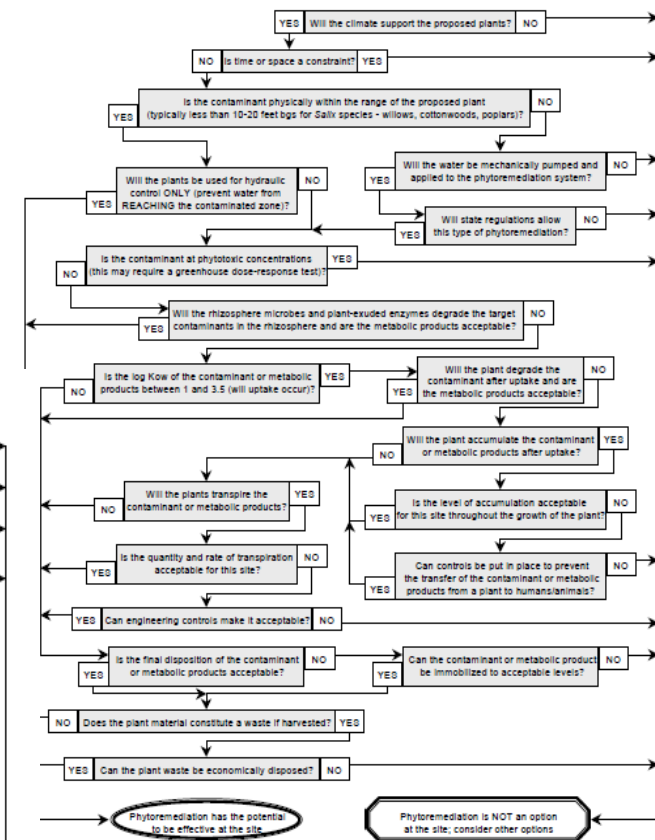 YES Will the climate support the proposed plants? NO
NO Is time or space a constraint? YES
Is the contaminant physically within the range of the proposed plant
(typically less than 10-20 feet bgs for Salix species - willows, cottonwoods, poplars)?
NO
YES
Will the plants be used for hydraulic
control ONLY (prevent water from
REACHING the contaminated zone)?
NO
YES
Will the water be mechanically pumped and
applied to the phytoremediation system?
NO
YES
Will state regulations allow
this type of phytoremediation?
NO
YES
Is the contaminant at phytotoxic concentrations
(this may require a greenhouse dose-response test)?
YES
NO
Will the rhizosphere microbes and plant-exuded enzymes degrade the target
contaminants in the rhizosphere and are the metabolic products acceptable?
NO
YES
Is the log Kow of the contaminant or metabolic
products between 1 and 3.5 (will uptake occur)?
YES
NO
Will the plant degrade the
contaminant after uptake and are
the metabolic products acceptable?
NO
YES
Will the plant accumulate the contaminant
or metabolic products after uptake?
YES
NO
Will the plants transpire the
contaminant or metabolic products?
YES
NO
Is the level of accumulation acceptable
for this site throughout the growth of the plant?
NO
YES
Is the quantity and rate of transpiration
acceptable for this site?
NO
YES
Can controls be put in place to prevent
the transfer of the contaminant or metabolic
products from a plant to humans/animals?
NO
YES
YES Can engineering controls make it acceptable? NO
Is the final disposition of the contaminant
or metabolic products acceptable?
NO
YES
Can the contaminant or metabolic product
be immobilized to acceptable levels?
NO
YES
NO Does the plant material constitute a waste if harvested? YES
YES Can the plant waste be economically disposed? NO
Phytoremediation has the potential
to be effective at the site
Phytoremediation is NOT an option
at the site; consider other options